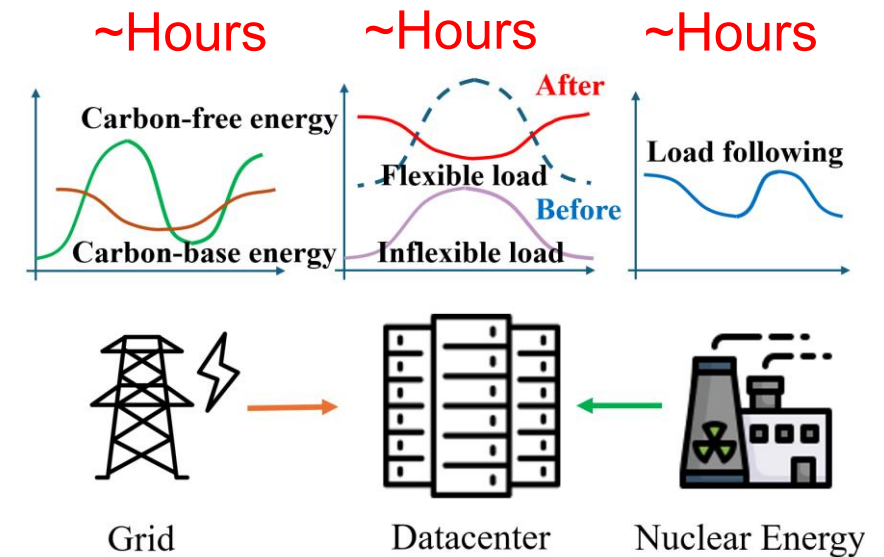 ~Hours
~Hours
~Hours
Carbon-free energy
Carbon-base energy
After
Flexible load
Before
Inflexible load
Load following
Grid
Datacenter
Nuclear Energy